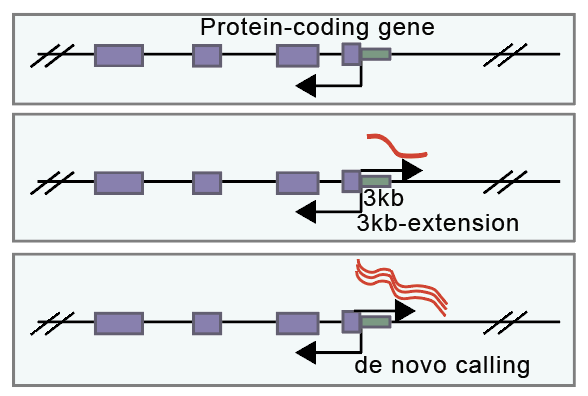 Protein-coding gene
3kb
3kb-extension
de novo calling